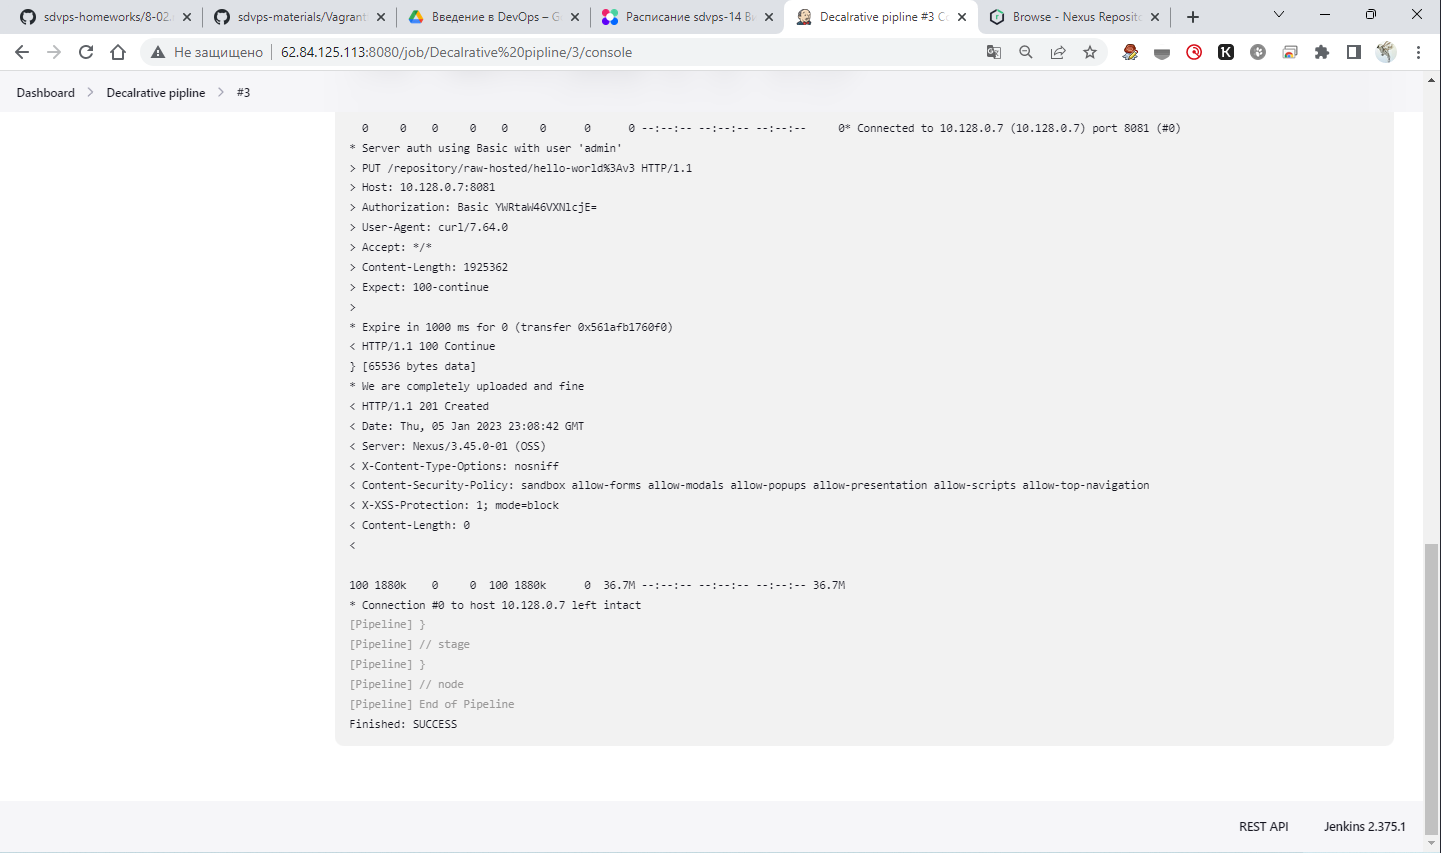 sdvps-homeworks/8-02.
sdvps-materials/Vagrant
Введение в DevOps – G
Расписание sdvps-14 В
Decalrative pipline #3 C
Browse - Nexus Reposito
Не защищено
62.84.125.113:8080/job/Decalrative%20pipline/3/console
Dashboard
Decalrative pipline
#3
0 0 0 0 0 0 0 0 --:--:-- --:--:-- --:--:-- 0* Connected to 10.128.0.7 (10.128.0.7) port 8081 (#0)
* Server auth using Basic with user 'admin'
> PUT /repository/raw-hosted/hello-world%3Av3 HTTP/1.1
> Host: 10.128.0.7:8081
> Authorization: Basic YWRtaW46VXNlcjE=
> User-Agent: curl/7.64.0
> Accept: */*
> Content-Length: 1925362
> Expect: 100-continue
>
* Expire in 1000 ms for 0 (transfer 0x561afb1760f0)
< HTTP/1.1 100 Continue
} [65536 bytes data]
* We are completely uploaded and fine
< HTTP/1.1 201 Created
< Date: Thu, 05 Jan 2023 23:08:42 GMT
< Server: Nexus/3.45.0-01 (OSS)
< X-Content-Type-Options: nosniff
< Content-Security-Policy: sandbox allow-forms allow-modals allow-popups allow-presentation allow-scripts allow-top-navigation
< X-XSS-Protection: 1; mode=block
< Content-Length: 0
<
100 1880k 0 0 100 1880k 0 36.7M --:--:-- --:--:-- --:--:-- 36.7M
* Connection #0 to host 10.128.0.7 left intact
[Pipeline] }
[Pipeline] // stage
[Pipeline] }
[Pipeline] // node
[Pipeline] End of Pipeline
Finished: SUCCESS
REST API
Jenkins 2.375.1